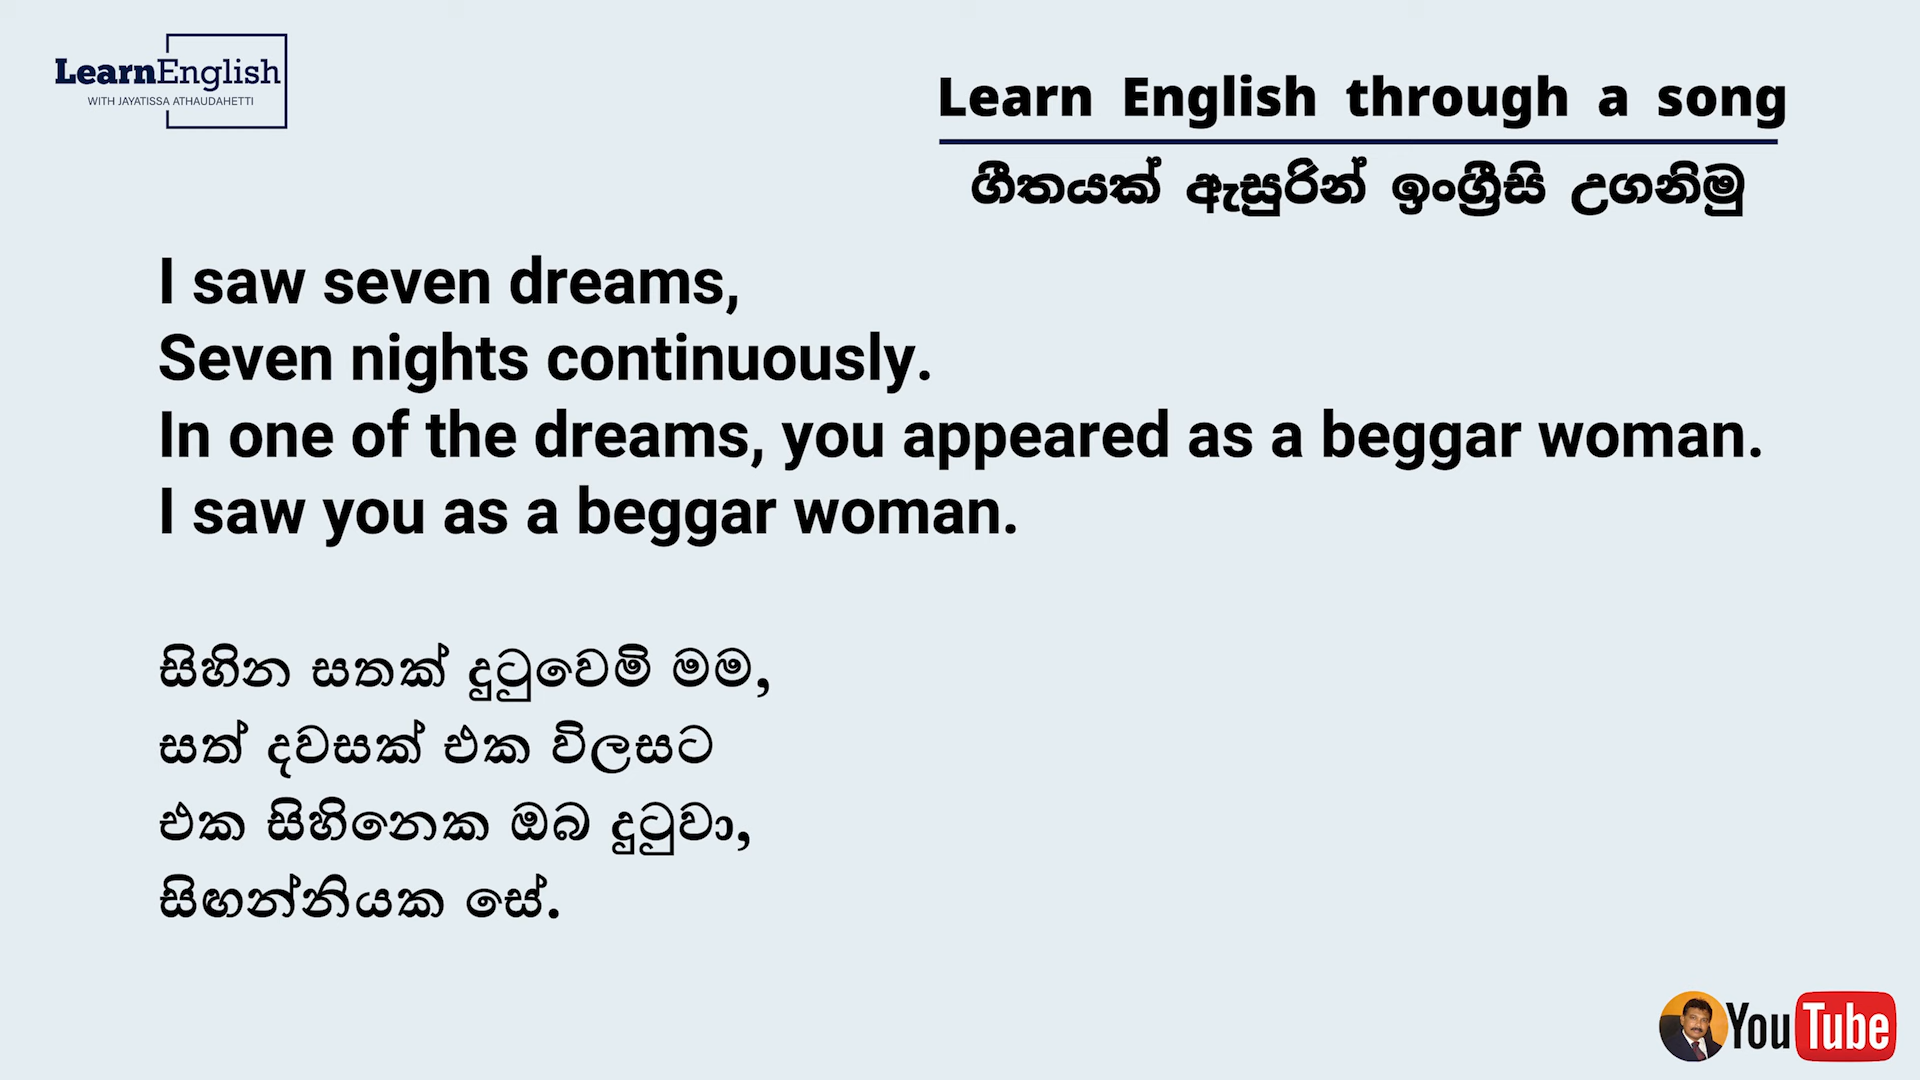 LearnEnglish
WITH JAYATISSA ATHAUDAHETTI
Learn English through a song
ගීතයක් ඇසුරින් ඉංග්‍රීසි උගනිමු
I saw seven dreams,
Seven nights continuously.
In one of the dreams, you appeared as a beggar woman.
I saw you as a beggar woman.
සිහින සතක් දුටුවෙමි මම,
සත් දවසක් එක විලසට
එක සිහිනෙක ඔබ දුටුවා,
සිඟන්නියක සේ.
YouTube